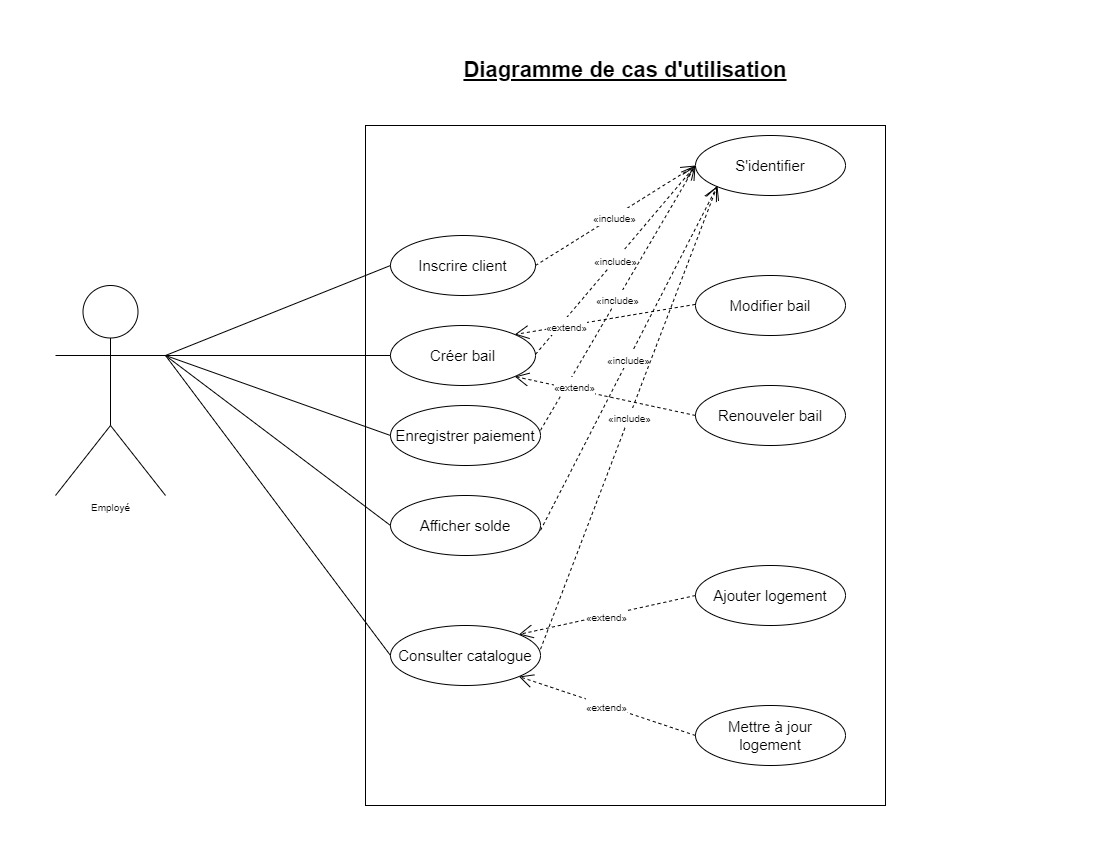 Diagramme de cas d'utilisation
S'identifier
«include»
Inscrire client
«include»
«include»
Modifier bail
«extend»
Créer bail
«include»
«extend»
Renouveler bail
«include»
Enregistrer paiement
Employé
Afficher solde
Ajouter logement
«extend»
Consulter catalogue
«extend»
Mettre à jour
logement